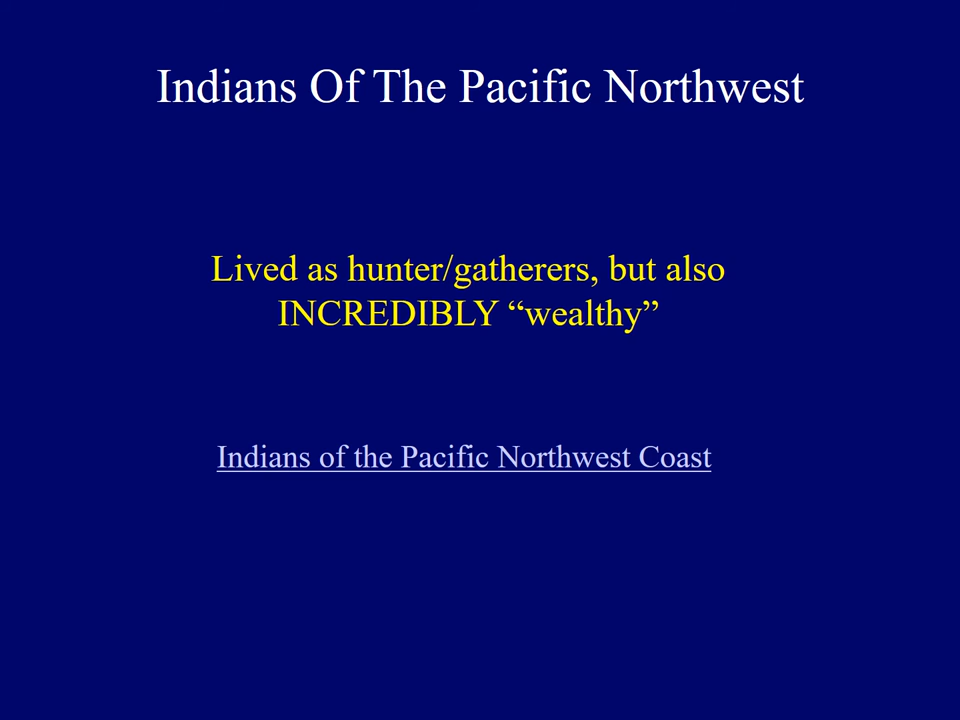 Indians Of The Pacific Northwest
Lived as hunter/gatherers, but also
INCREDIBLY “wealthy”
Indians of the Pacific Northwest Coast